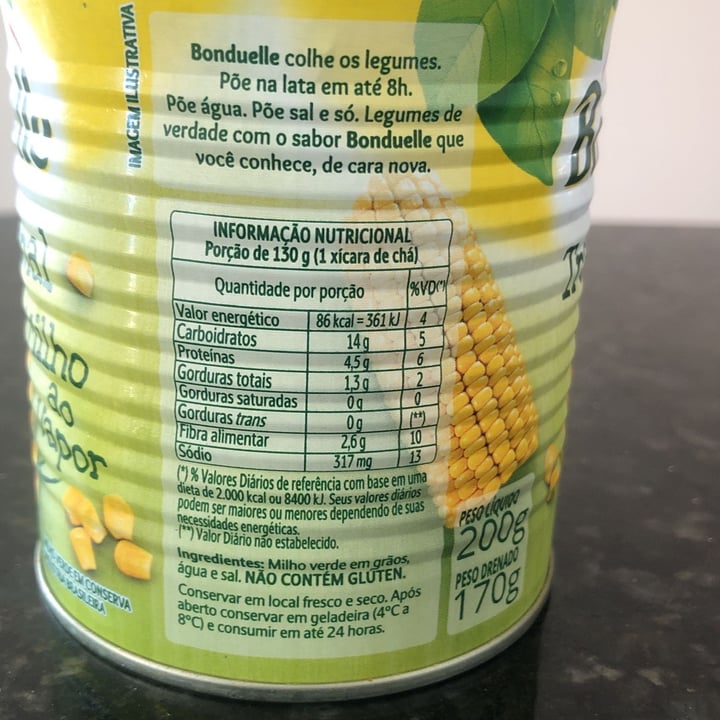 IMAGEM ILUSTRATIVA
Bonduelle colhe os legumes.
Põe na lata em até 8h.
Põe água. Põe sal e só. Legumes de
verdade com o sabor Bonduelle que
você conhece, de cara nova.
INFORMAÇÃO NUTRICIONAL
Porção de 130 g (1 xícara de chá)
Quantidade por porção %VD(*)
Valor energético 86 kcal = 361 kJ 4
Carboidratos 14 g 5
Proteínas 4,5 g 6
Gorduras totais 1,3 g 2
Gorduras saturadas 0 g 0
Gorduras trans 0 g (**)
Fibra alimentar 2,6 g 10
Sódio 317 mg 13
(*) % Valores Diários de referência com base em uma
dieta de 2.000 kcal ou 8400 kJ. Seus valores diários
podem ser maiores ou menores dependendo de suas
necessidades energéticas.
(**) Valor Diário não estabelecido.
Ingredientes: Milho verde em grãos,
água e sal. NÃO CONTÉM GLÚTEN.
Conservar em local fresco e seco. Após
aberto conservar em geladeira (4°C a
8°C) e consumir em até 24 horas.
PESO LÍQUIDO
200g
PESO DRENADO
170g
ao
vapor
VERDE EM CONSERVA
BRASILEIRA